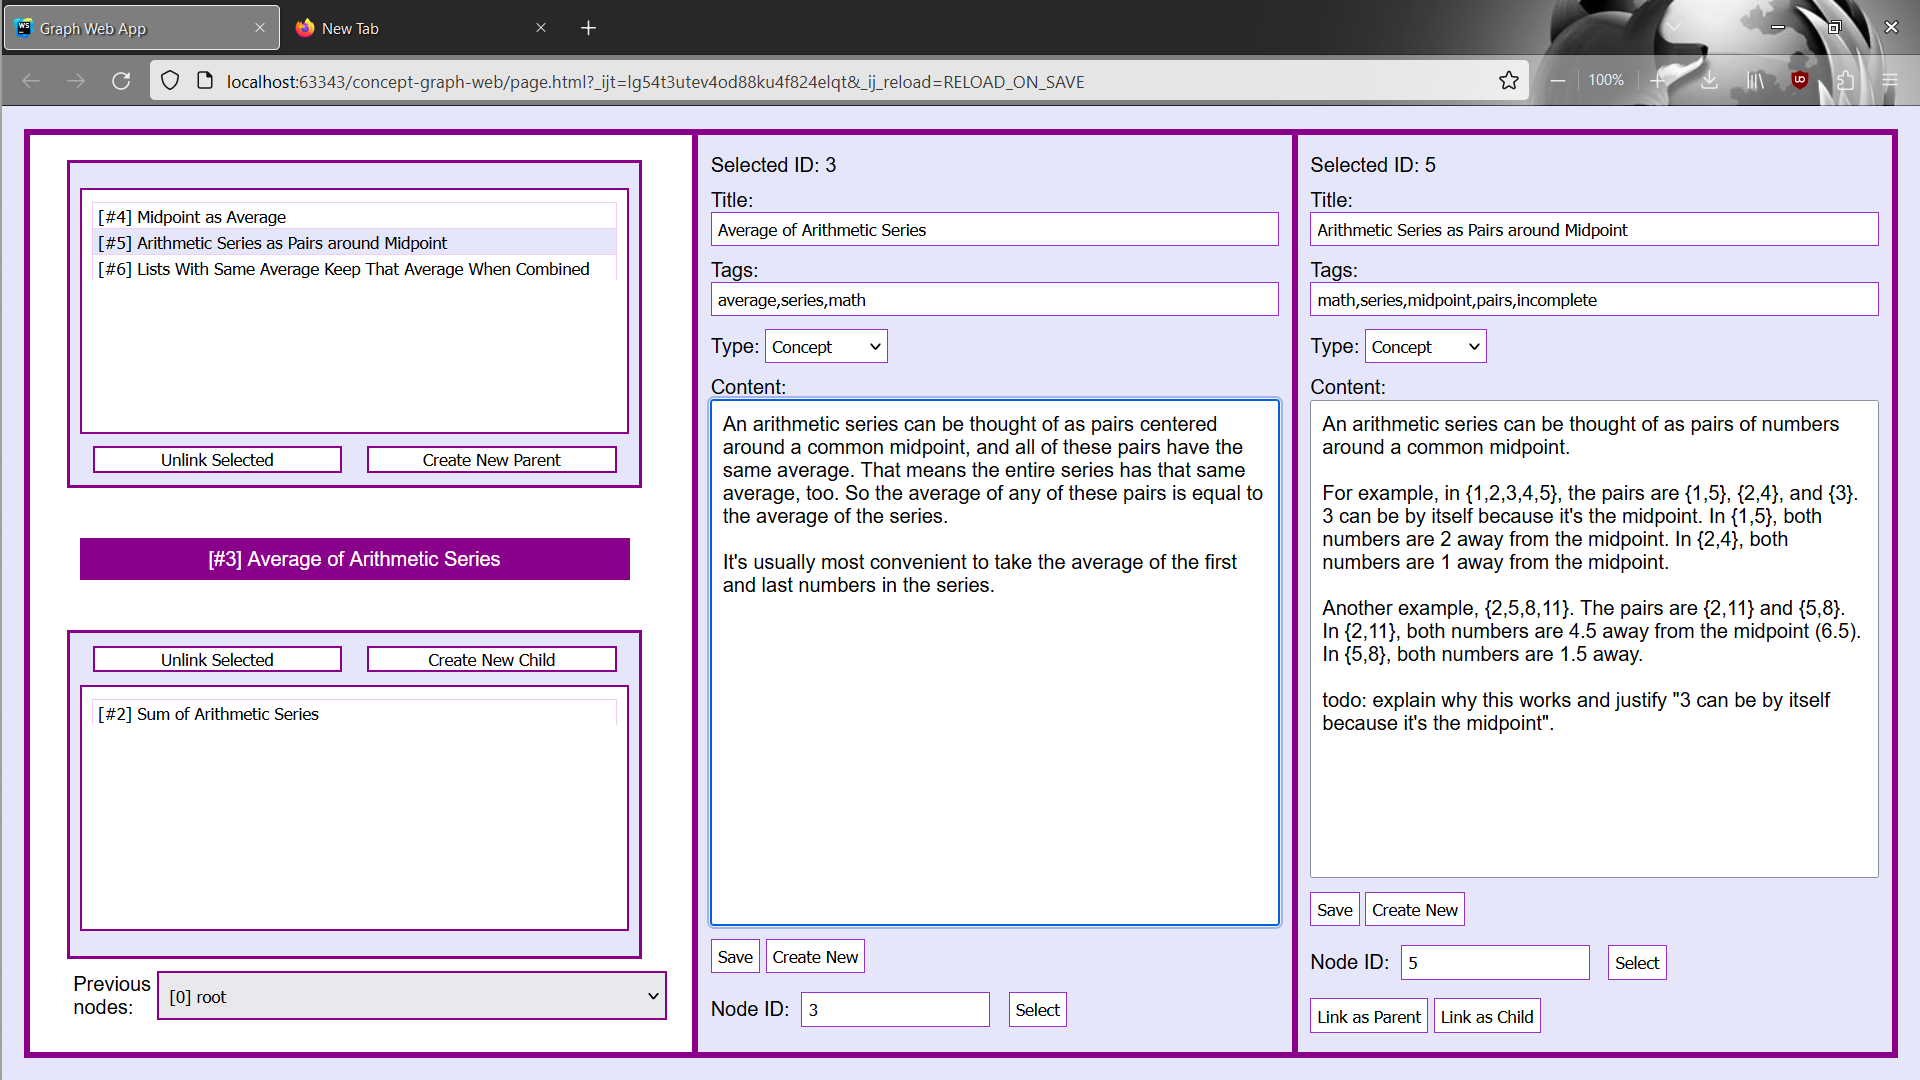 Graph Web App
New Tab
localhost:63343/concept-graph-web/page.html?_ijt=lg54t3utev4od88ku4f824elqt&_ij_reload=RELOAD_ON_SAVE
100%
[#4] Midpoint as Average
[#5] Arithmetic Series as Pairs around Midpoint
[#6] Lists With Same Average Keep That Average When Combined
Unlink Selected
Create New Parent
[#3] Average of Arithmetic Series
Unlink Selected
Create New Child
[#2] Sum of Arithmetic Series
Previous nodes:
[0] root
Selected ID: 3
Title:
Average of Arithmetic Series
Tags:
average,series,math
Type: Concept
Content:
An arithmetic series can be thought of as pairs centered
around a common midpoint, and all of these pairs have the
same average. That means the entire series has that same
average, too. So the average of any of these pairs is equal to
the average of the series.
It's usually most convenient to take the average of the first
and last numbers in the series.
Save
Create New
Node ID: 3
Select
Selected ID: 5
Title:
Arithmetic Series as Pairs around Midpoint
Tags:
math,series,midpoint,pairs,incomplete
Type: Concept
Content:
An arithmetic series can be thought of as pairs of numbers
around a common midpoint.
For example, in {1,2,3,4,5}, the pairs are {1,5}, {2,4}, and {3}.
3 can be by itself because it's the midpoint. In {1,5}, both
numbers are 2 away from the midpoint. In {2,4}, both
numbers are 1 away from the midpoint.
Another example, {2,5,8,11}. The pairs are {2,11} and {5,8}.
In {2,11}, both numbers are 4.5 away from the midpoint (6.5).
In {5,8}, both numbers are 1.5 away.
todo: explain why this works and justify "3 can be by itself
because it's the midpoint".
Save
Create New
Node ID: 5
Select
Link as Parent
Link as Child